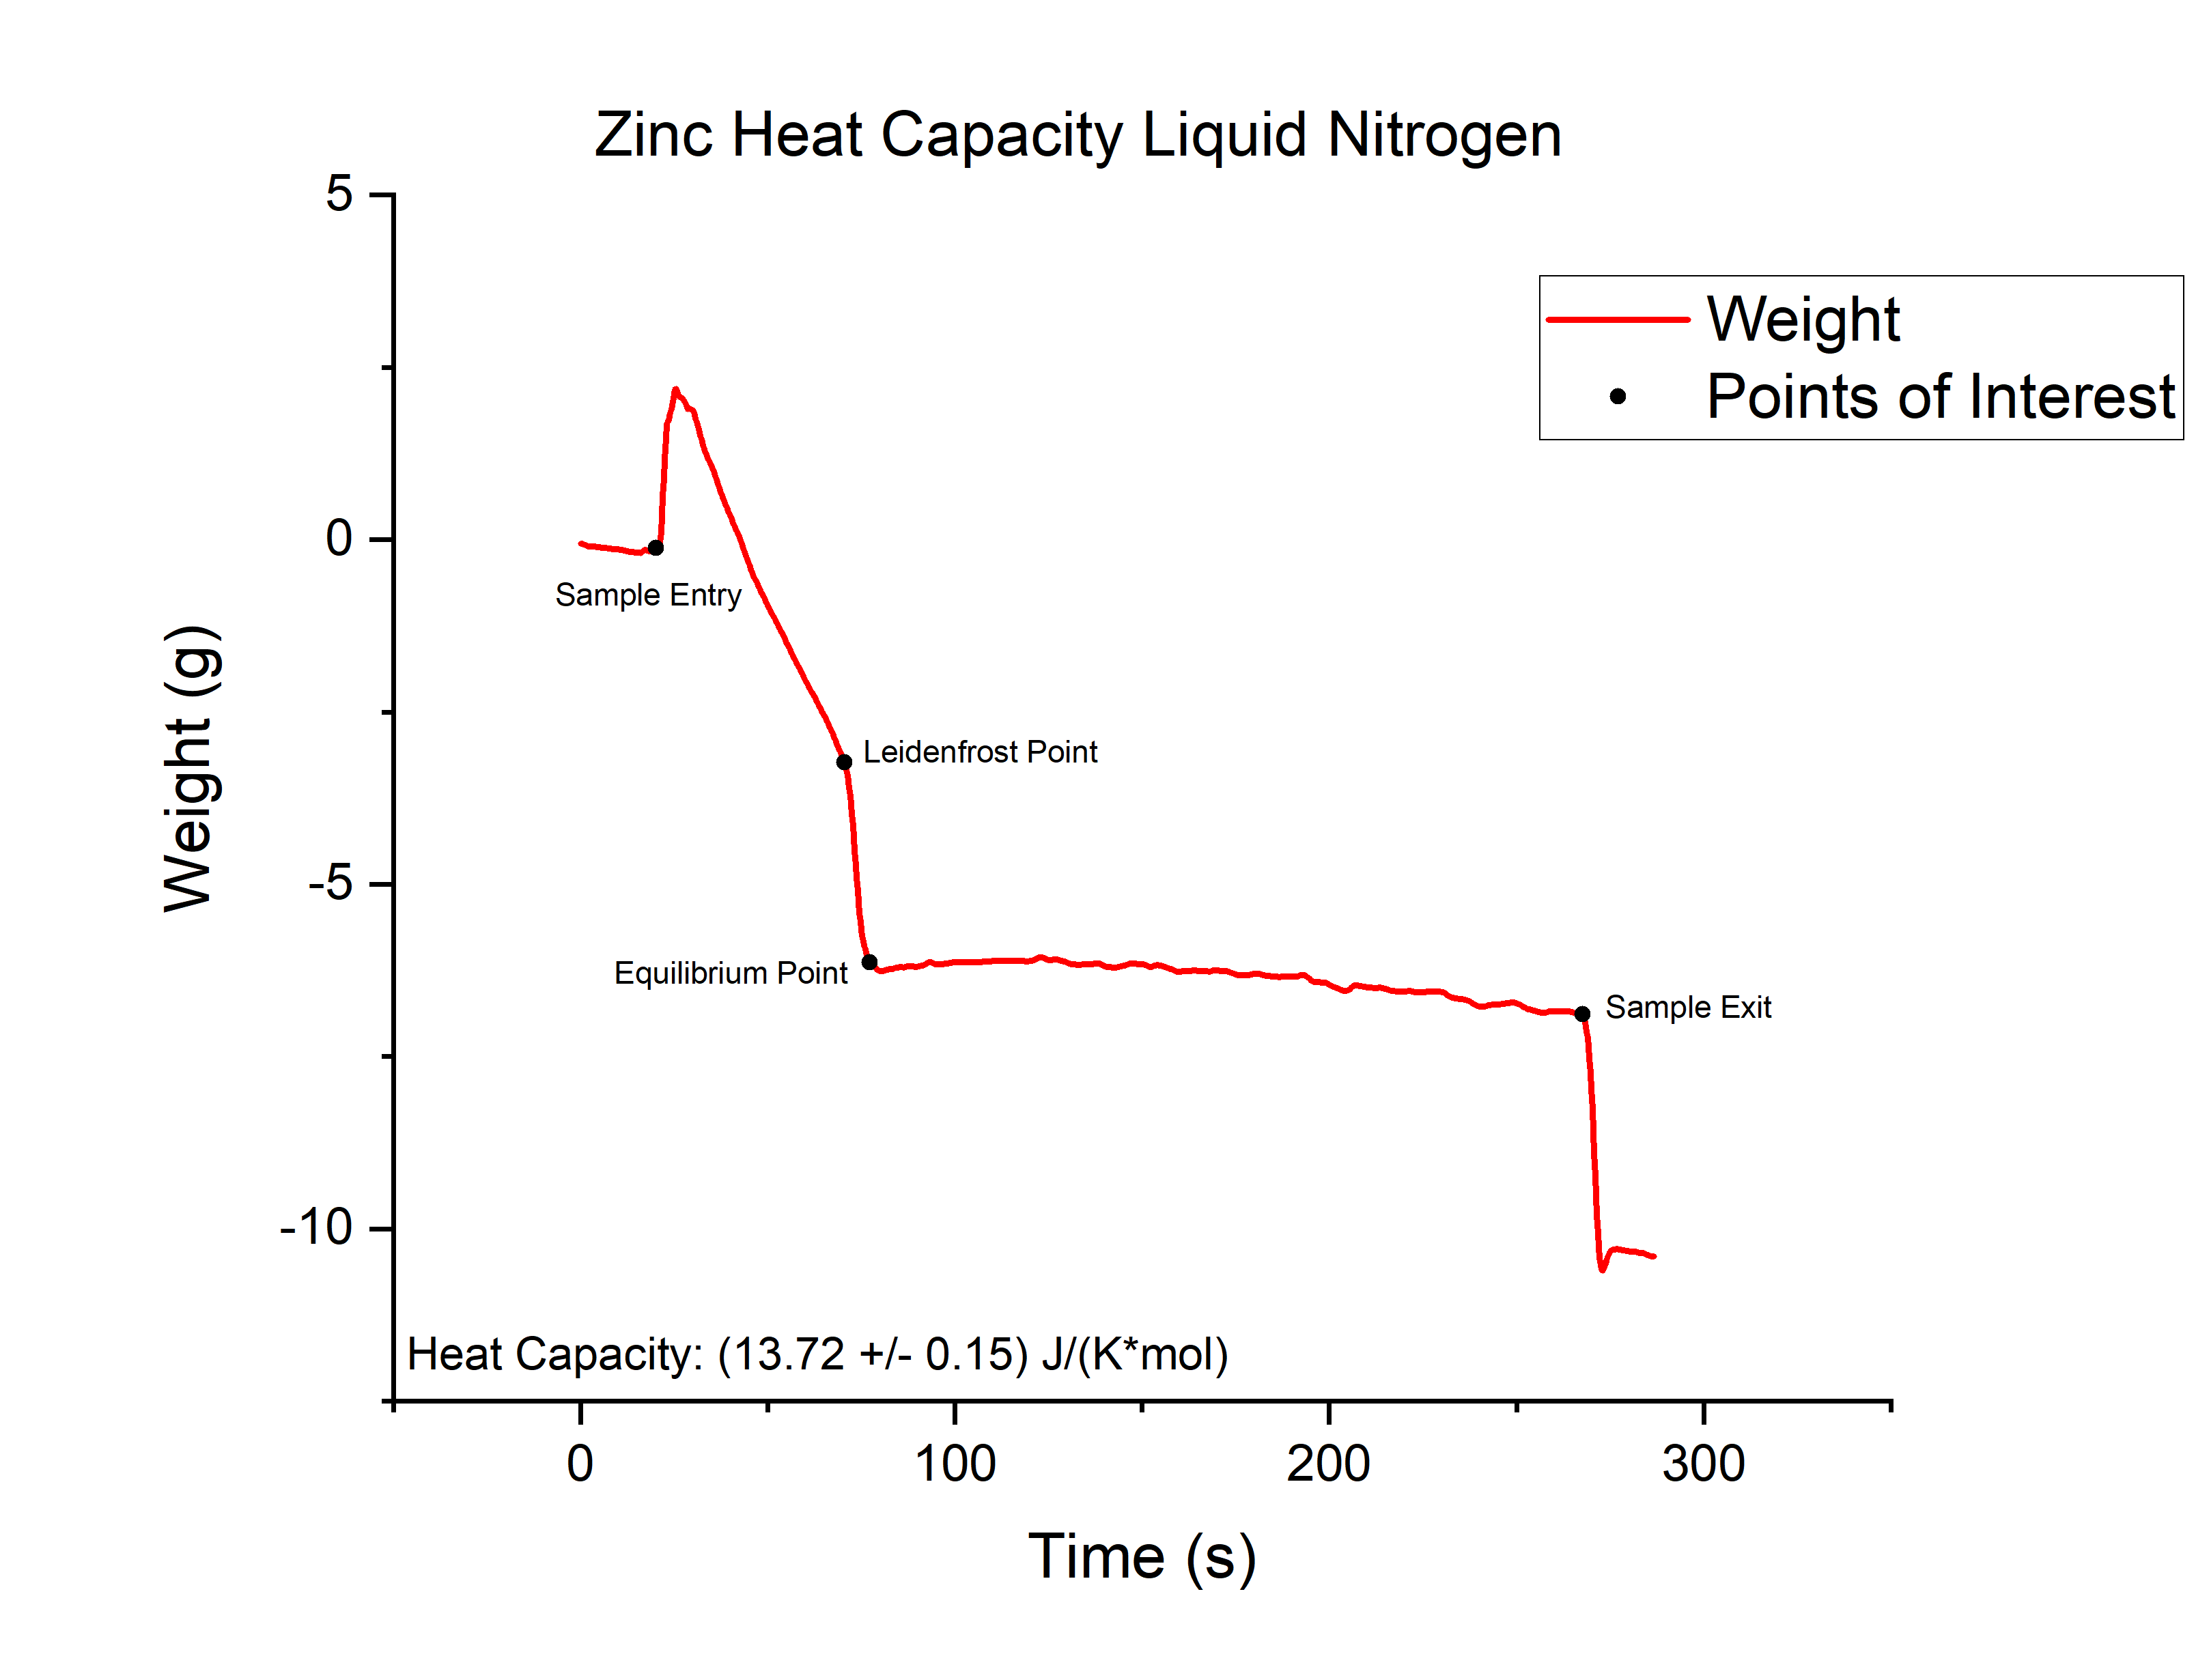 Zinc Heat Capacity Liquid Nitrogen
5
Weight
Points of Interest
0
Sample Entry
Leidenfrost Point
Weight (g)
-5
Equilibrium Point
Sample Exit
-10
Heat Capacity: (13.72 +/- 0.15) J/(K*mol)
0 100 200 300
Time (s)